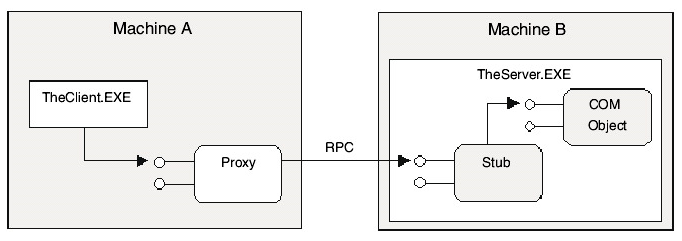 Machine A
TheClient.EXE
Proxy
RPC
Machine B
TheServer.EXE
COM
Object
Stub